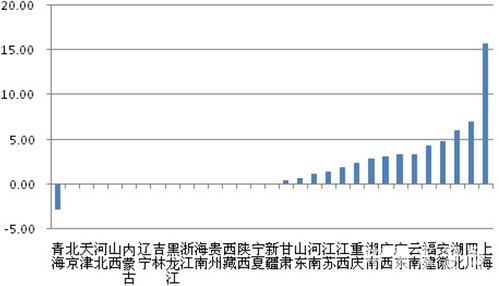 20.00
15.00
10.00
5.00
0.00
-5.00
青海
北京
天津
河北
山西
内蒙古
辽宁
吉林
黑龙江
浙江
海南
贵州
西藏
陕西
宁夏
新疆
甘肃
山东
河南
江苏
江西
重庆
湖南
广西
广东
云南
福建
安徽
湖北
四川
上海